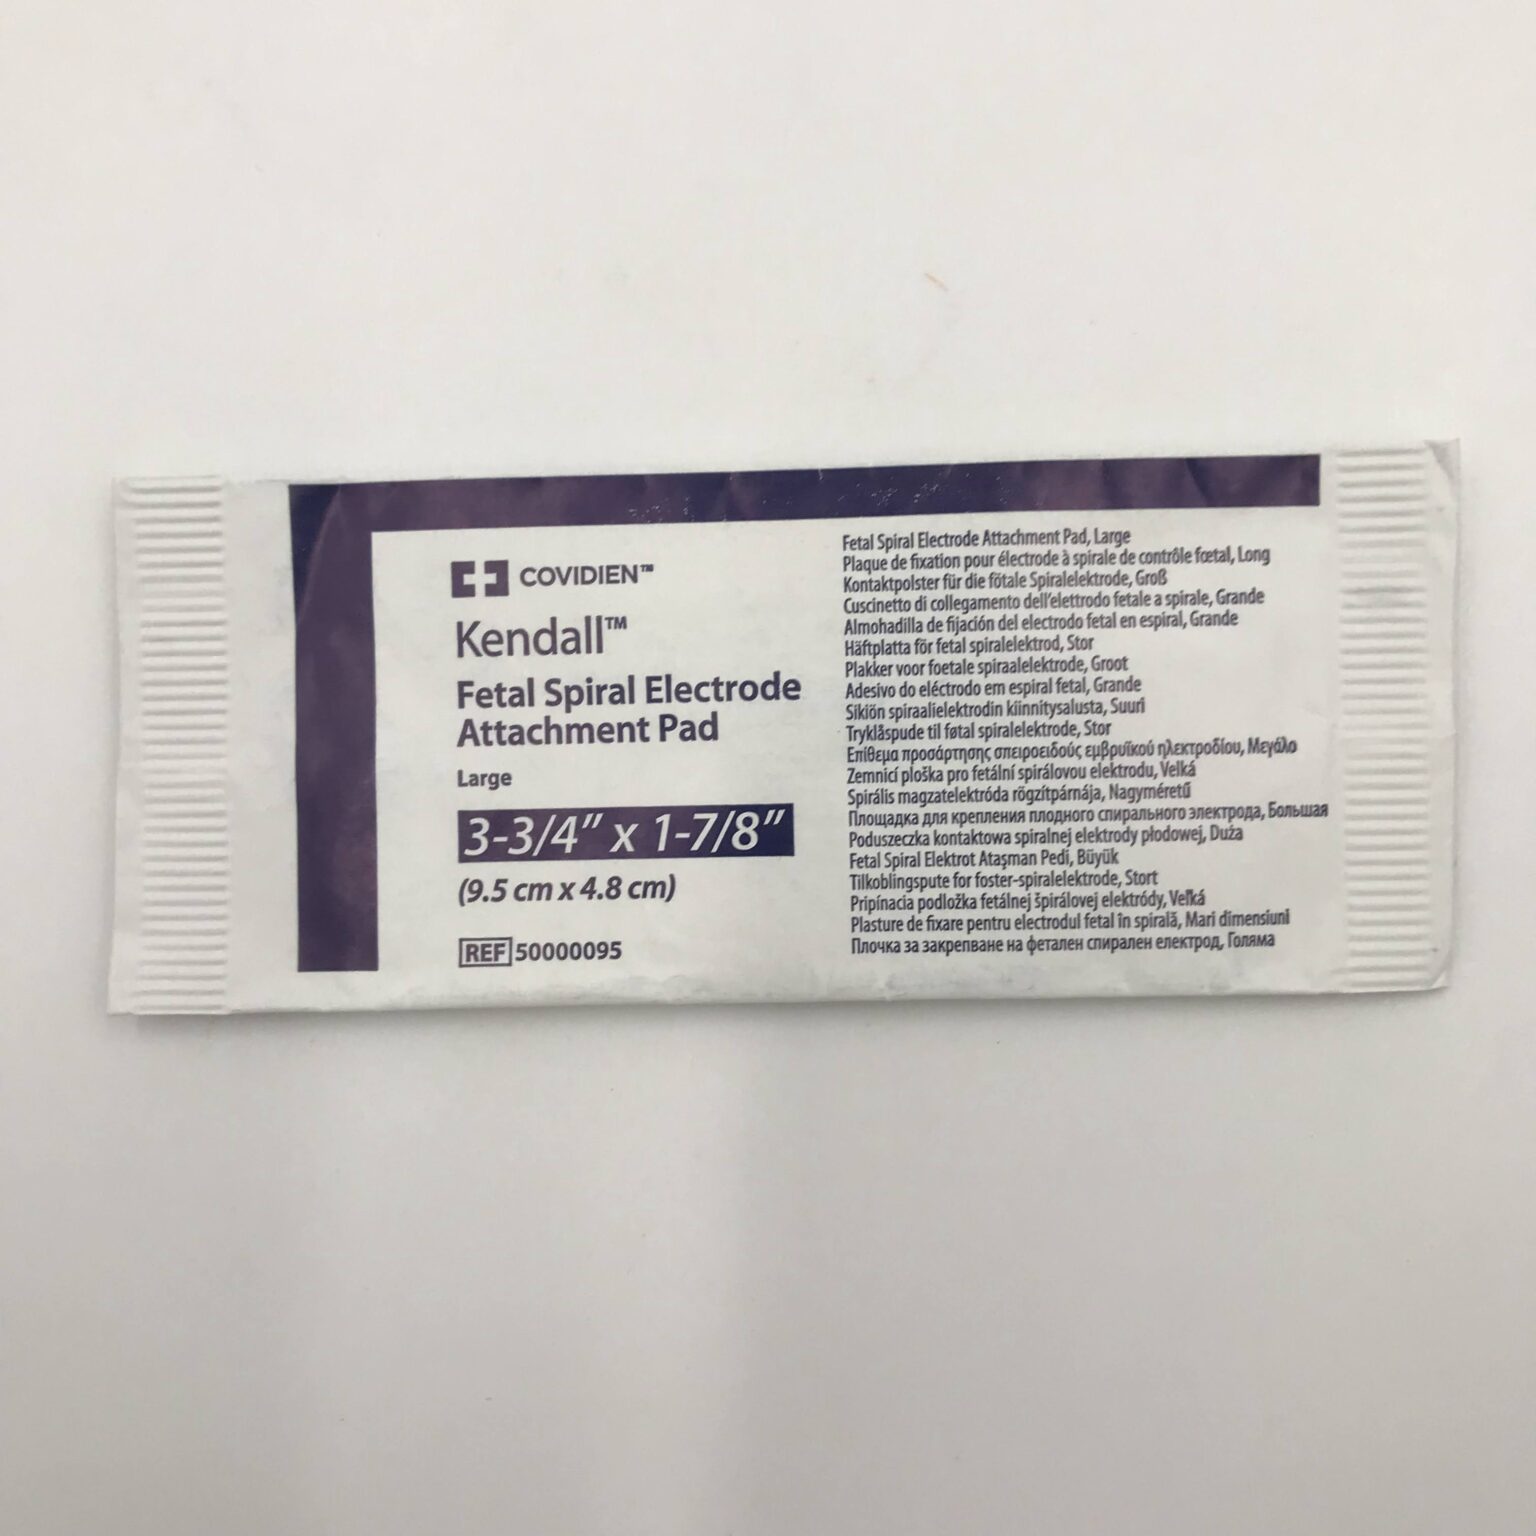 COVIDIEN™
Kendall™
Fetal Spiral Electrode
Attachment Pad
Large
3-3/4" x 1-7/8"
(9.5 cm x 4.8 cm)
REF 50000095
Fetal Spiral Electrode Attachment Pad, Large
Plaque de fixation pour électrode à spirale de contrôle fœtal, Long
Kontaktpolster für die fötale Spiralelektrode, Groß
Cuscinetto di collegamento dell'elettrodo fetale a spirale, Grande
Almohadilla de fijación del electrodo fetal en espiral, Grande
Häftplatta för fetal spiralelektrod, Stor
Plakker voor foetale spiraalelektrode, Groot
Adesivo do eléctrodo em espiral fetal, Grande
Sikiön spiraalielektrodin kiinnitysalusta, Suuri
Tryklåspude til føtal spiralelektrode, Stor
Επίθεμα προσάρτησης σπειροειδούς εμβρυϊκού ηλεκτροδίου, Μεγάλο
Zemnicí ploška pro fetální spirálovou elektrodu, Velká
Spirális magzatelektróda rögzítpárnája, Nagyméretű
Площадка для крепления плодного спирального электрода, Большая
Poduszeczka kontaktowa spiralnej elektrody płodowej, Duża
Fetal Spiral Elektrot Ataşman Pedi, Büyük
Tilkoblingspute for foster-spiralelektrode, Stort
Pripínacia podložka fetálnej špirálovej elektródy, Veľká
Plasture de fixare pentru electrodul fetal în spirală, Mari dimensiuni
Плочка за закрепване на фетален спирален електрод, Голяма